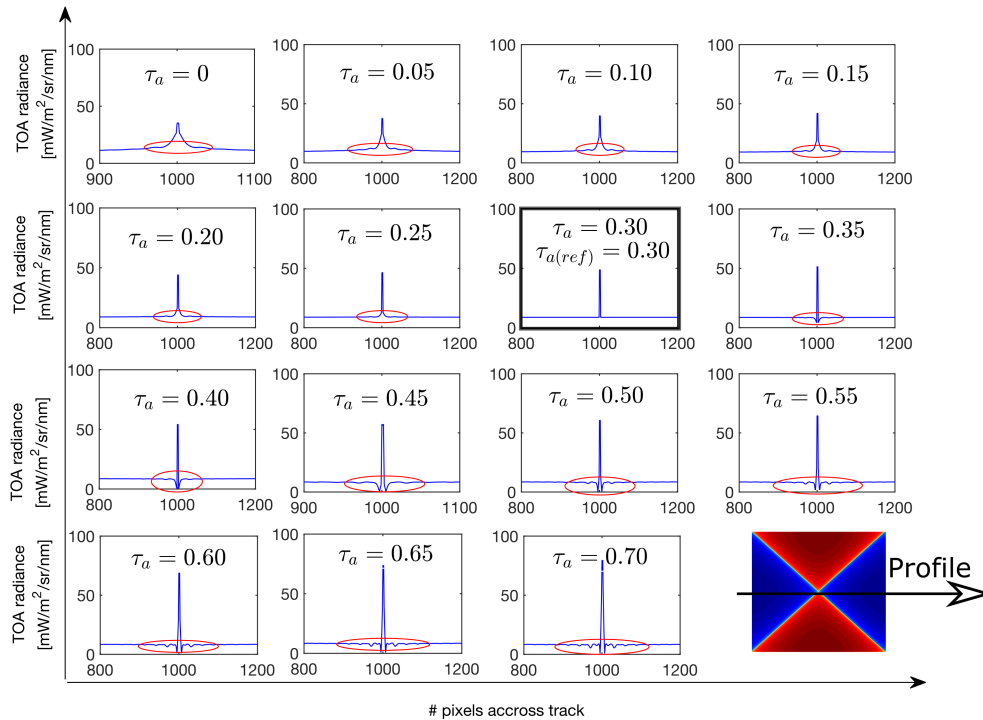 TOA radiance
[mW/m²/sr/nm]
100
50
0
τₐ = 0
900 1000 1100
100
50
0
τₐ = 0.05
800 1000 1200
100
50
0
τₐ = 0.10
800 1000 1200
100
50
0
τₐ = 0.15
800 1000 1200
TOA radiance
[mW/m²/sr/nm]
100
50
0
τₐ = 0.20
800 1000 1200
100
50
0
τₐ = 0.25
800 1000 1200
100
50
0
τₐ = 0.30
τₐ(ref) = 0.30
800 1000 1200
100
50
0
τₐ = 0.35
800 1000 1200
TOA radiance
[mW/m²/sr/nm]
100
50
0
τₐ = 0.40
800 1000 1200
100
50
0
τₐ = 0.45
900 1000 1100
100
50
0
τₐ = 0.50
800 1000 1200
100
50
0
τₐ = 0.55
800 1000 1200
TOA radiance
[mW/m²/sr/nm]
100
50
0
τₐ = 0.60
800 1000 1200
100
50
0
τₐ = 0.65
800 1000 1200
100
50
0
τₐ = 0.70
800 1000 1200
Profile
# pixels accross track